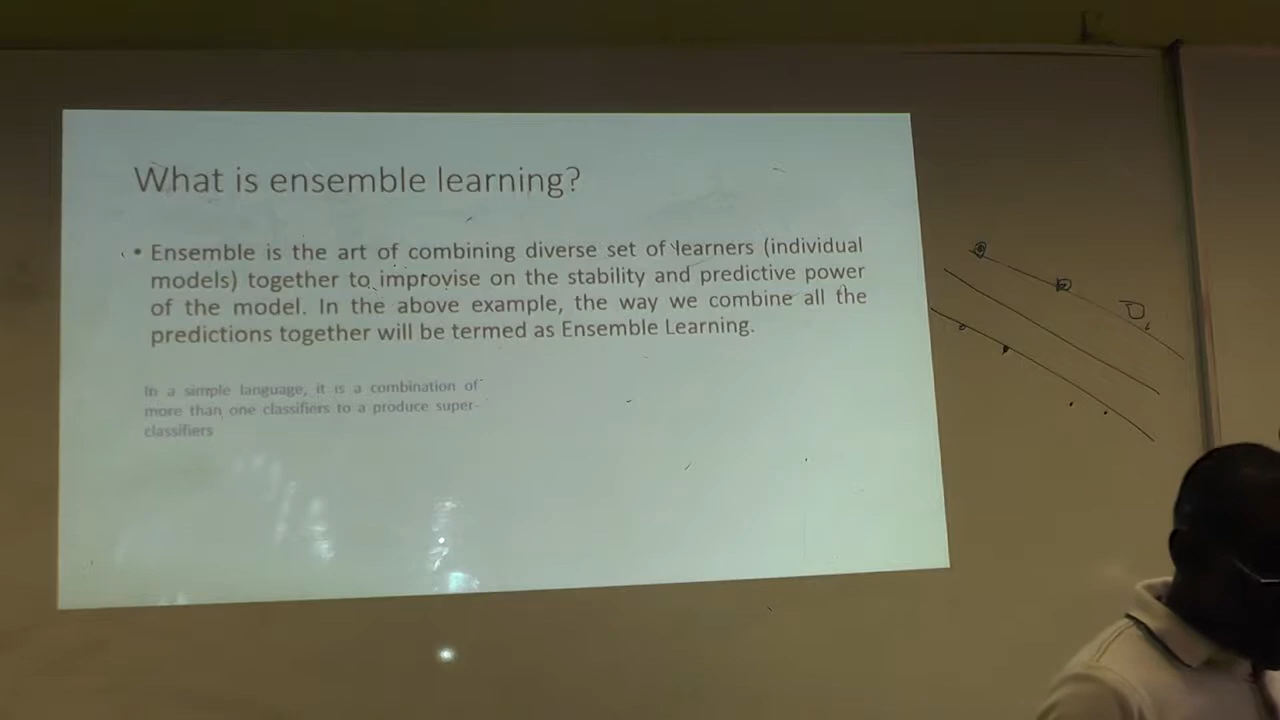 What is ensemble learning?
• Ensemble is the art of combining diverse set of learners (individual
models) together to improvise on the stability and predictive power
of the model. In the above example, the way we combine all the
predictions together will be termed as Ensemble Learning.
In a simple language, it is a combination of
more than one classifiers to a produce super-
classifiers